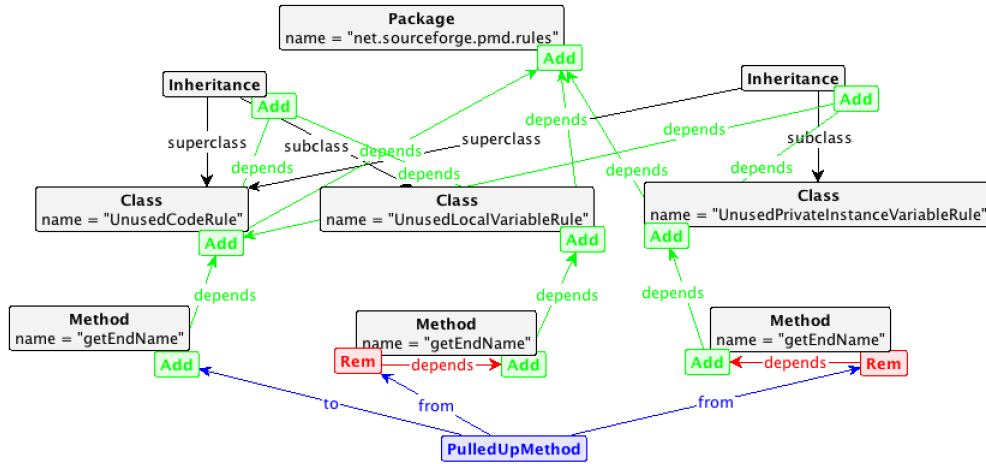 Package
name = "net.sourceforge.pmd.rules"
Add
Inheritance
Inheritance
Add
Add
superclass
subclass
depends
depends
superclass
depends
subclass
depends
depends
depends
depends
Class
name = "UnusedCodeRule"
Class
name = "UnusedLocalVariableRule"
Class
name = "UnusedPrivateInstanceVariableRule"
Add
Add
Add
depends
depends
depends
Method
name = "getEndName"
Method
name = "getEndName"
Method
name = "getEndName"
Add
Rem
depends
Add
Add
depends
Rem
to
from
from
PulledUpMethod